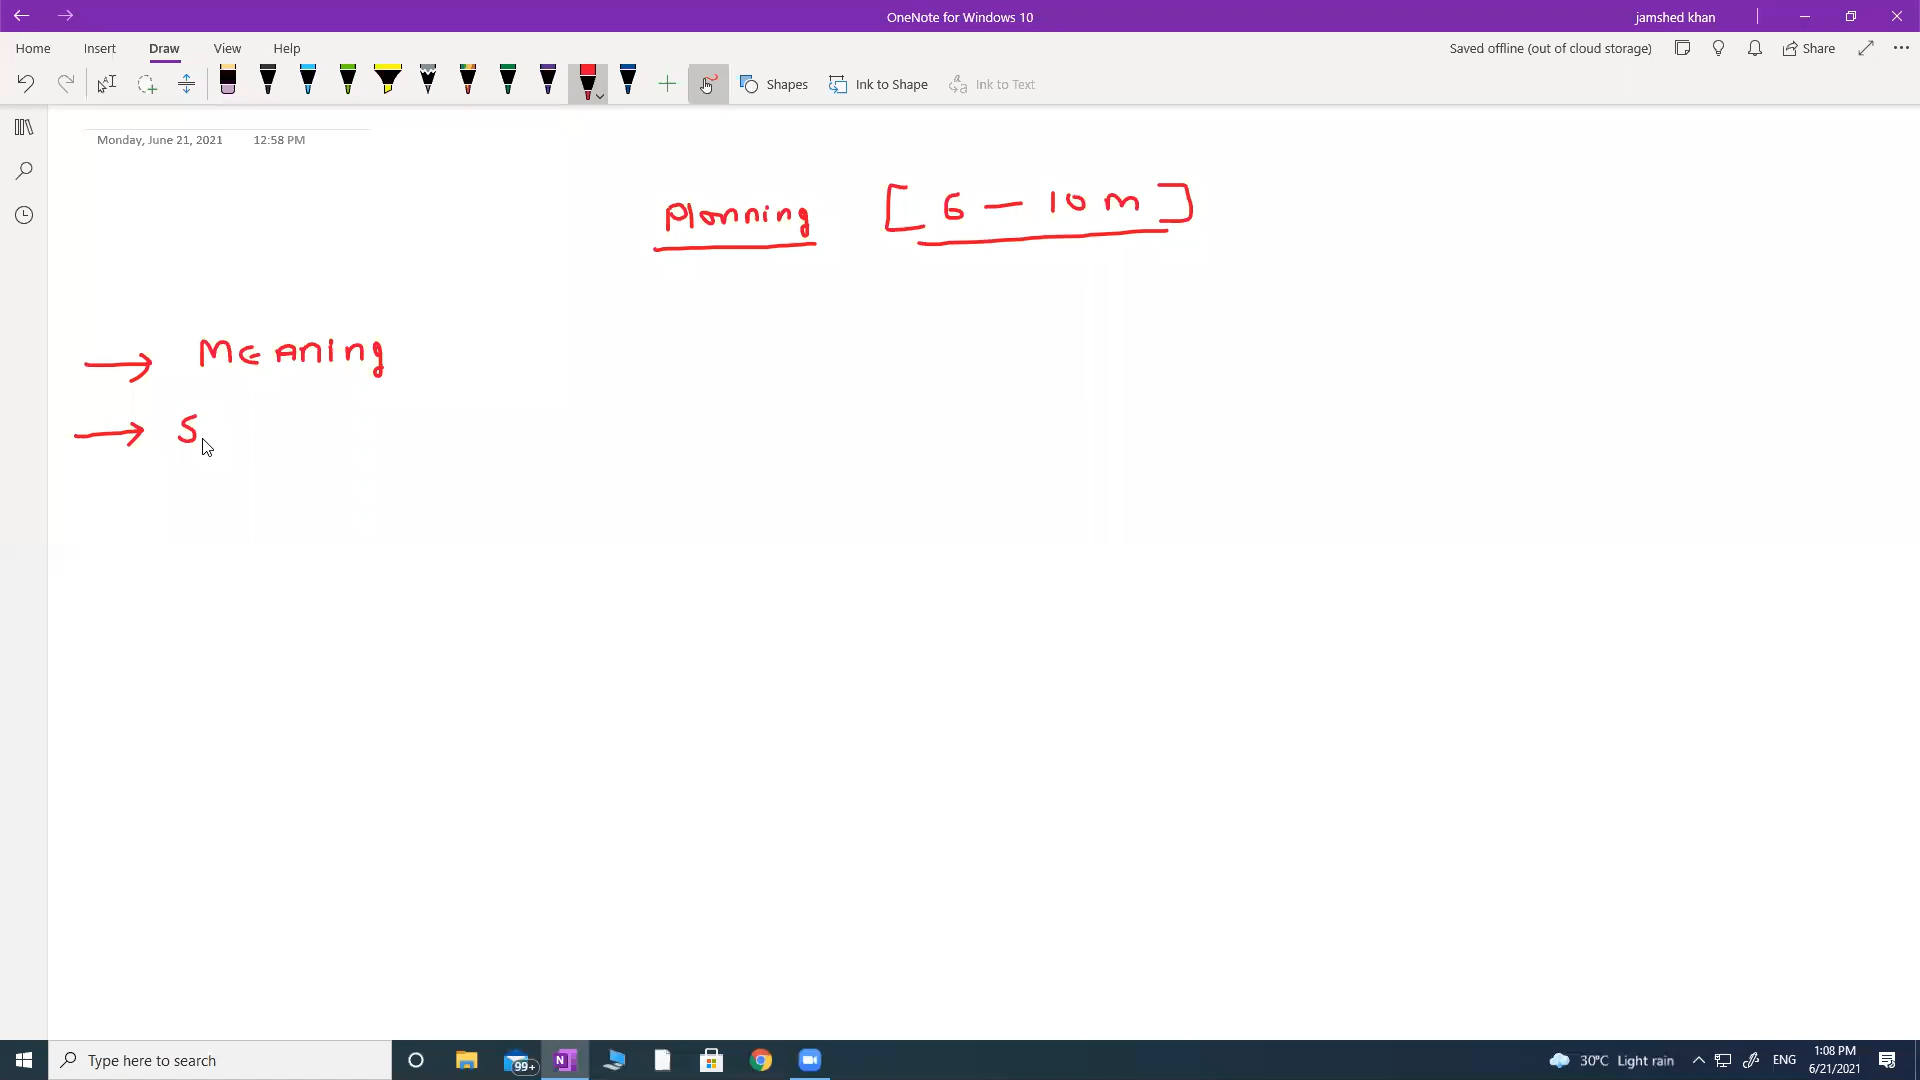 OneNote for Windows 10
jamshed khan
Home Insert Draw View Help
Saved offline (out of cloud storage)
Share
Shapes
Ink to Shape
Ink to Text
Monday, June 21, 2021 12:58 PM
Planning [ 6 — 10 m ]
→ Meaning
→ S
Type here to search
99+
N
30°C Light rain
ENG
1:08 PM
6/21/2021